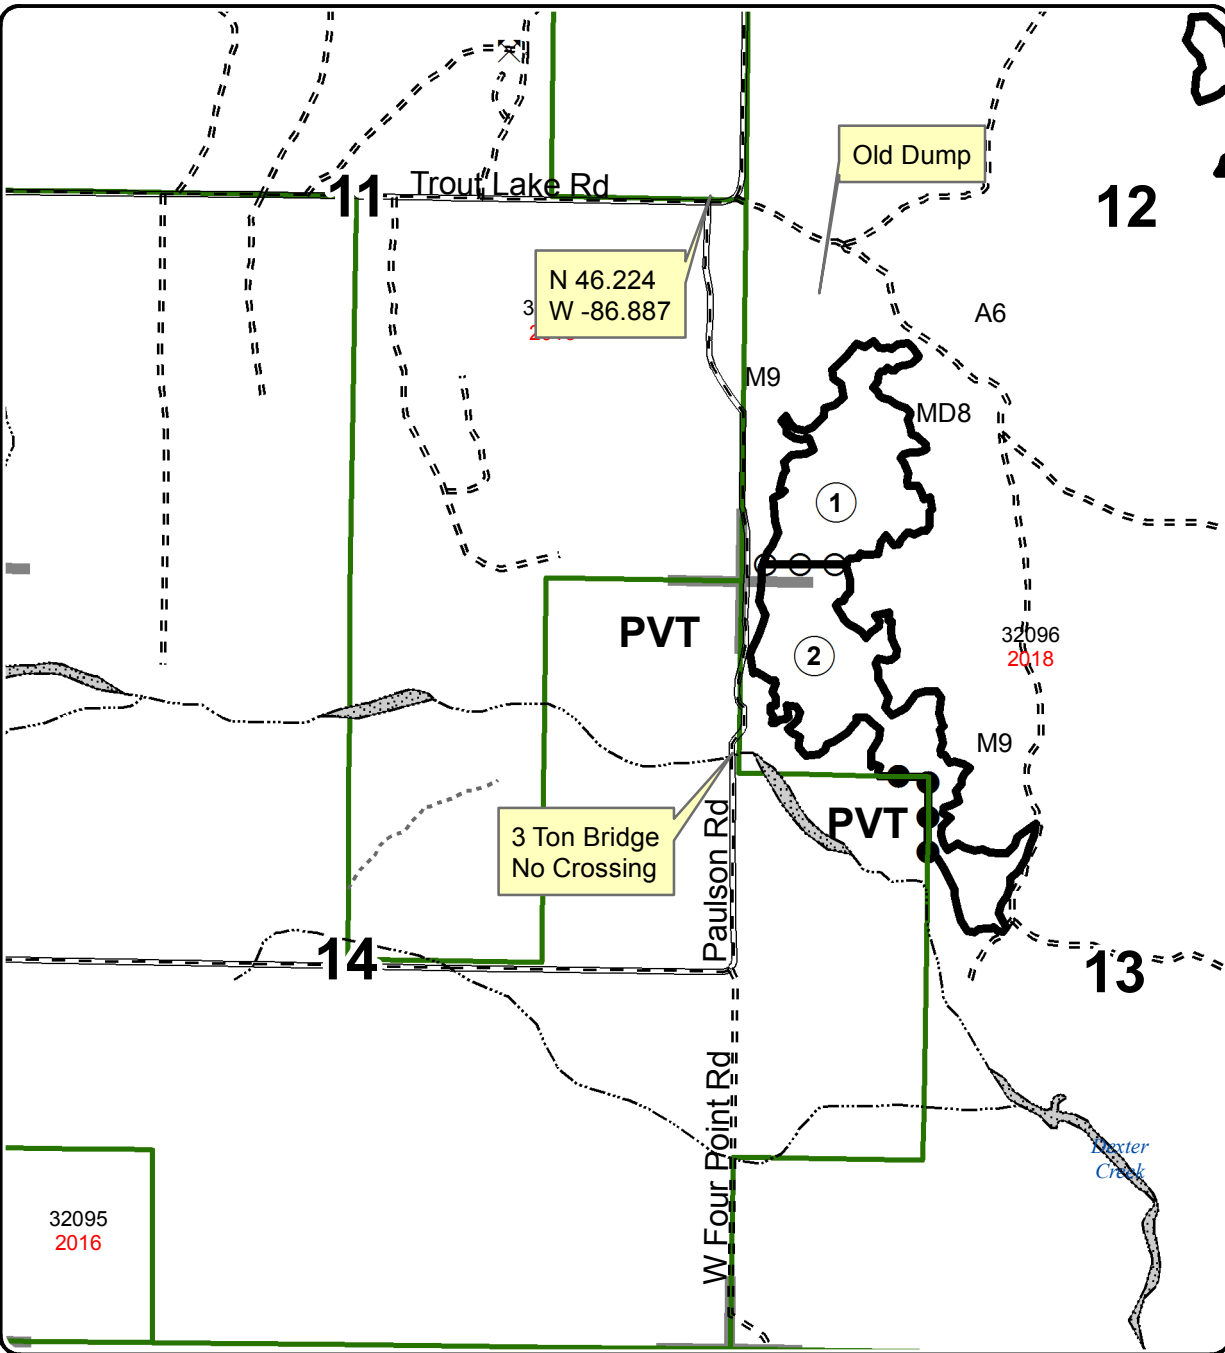 11
Trout Lake Rd
Old Dump
12
N 46.224
W -86.887
3
A6
M9
MD8
1
PVT
2
32096
2018
M9
3 Ton Bridge
No Crossing
PVT
Paulson Rd
14
13
W Four Point Rd
Dexter
Creek
32095
2016